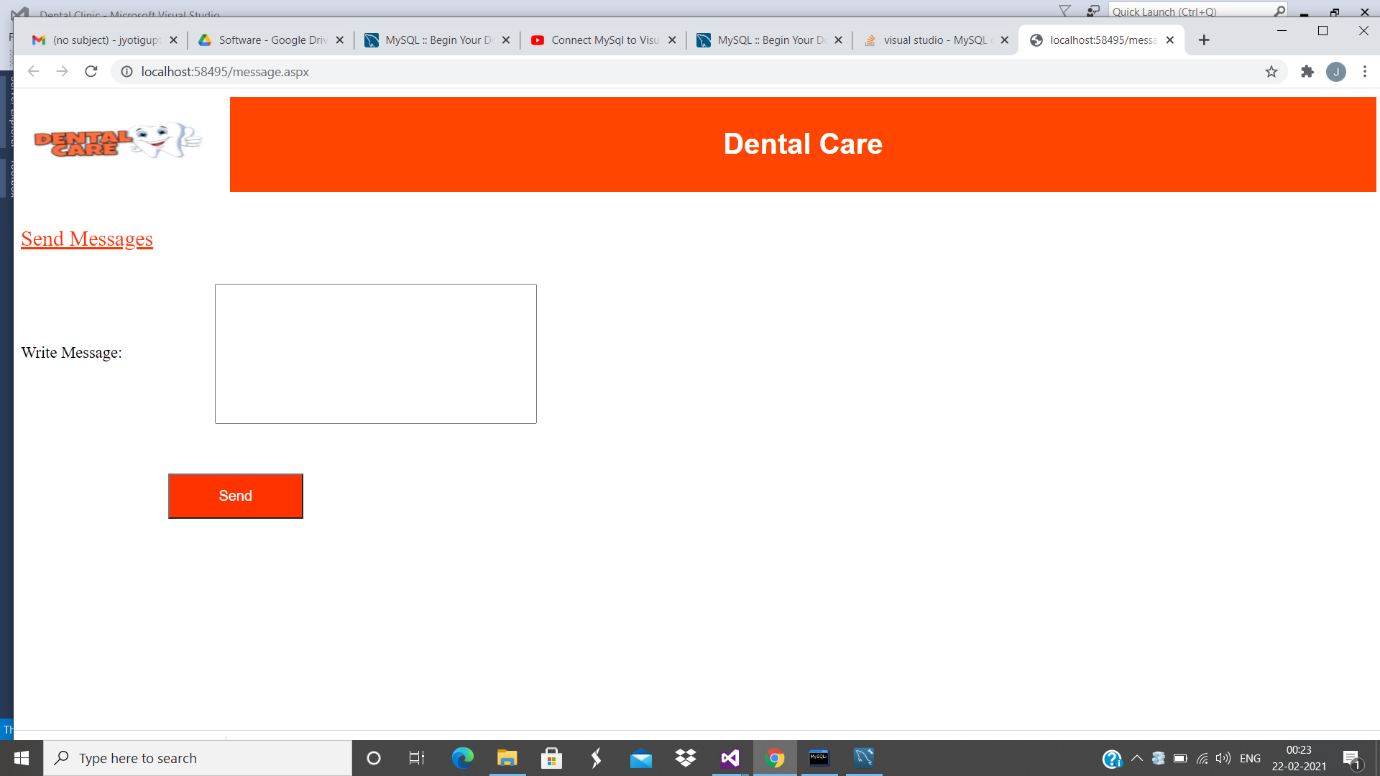 Dental Clinic - Microsoft Visual Studio
Quick Launch (Ctrl+Q)
(no subject) - jyotigupt
Software - Google Driv
MySQL :: Begin Your D
Connect MySql to Visu
MySQL :: Begin Your D
visual studio - MySQL
localhost:58495/messa
localhost:58495/message.aspx
J
DENTAL
CARE
Dental Care
Send Messages
Write Message:
Send
Type here to search
ENG
00:23
22-02-2021
1